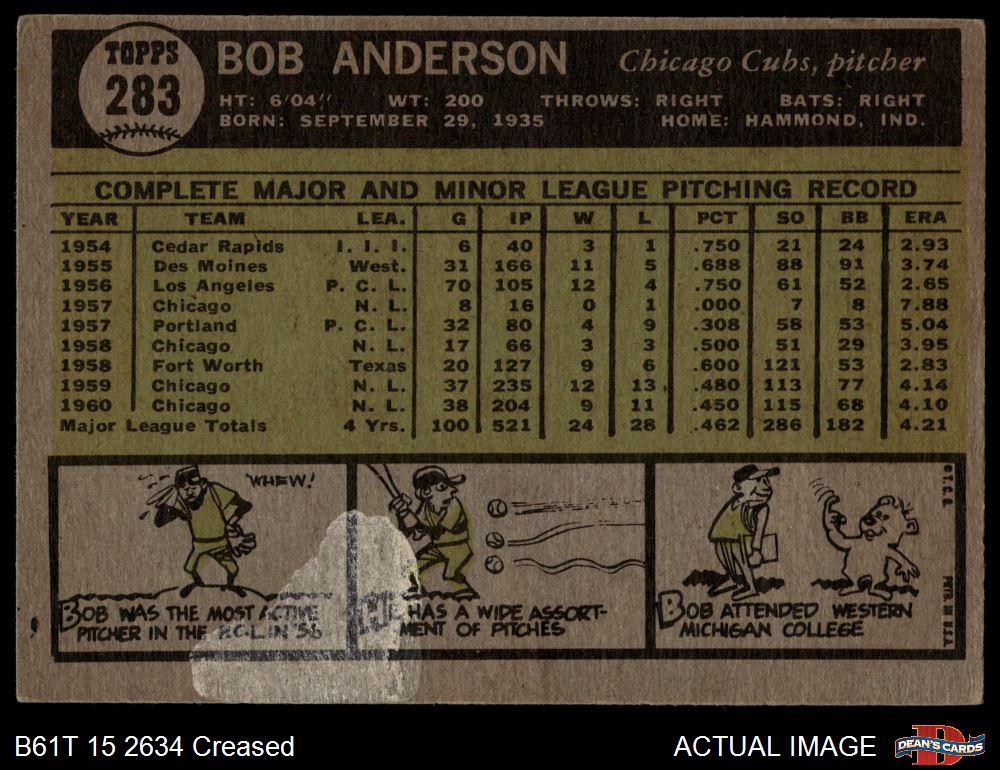 TOPPS
283
BOB ANDERSON Chicago Cubs, pitcher
HT: 6'04" WT: 200 THROWS: RIGHT BATS: RIGHT
BORN: SEPTEMBER 29, 1935 HOME: HAMMOND, IND.
COMPLETE MAJOR AND MINOR LEAGUE PITCHING RECORD
YEAR TEAM LEA. G IP W L PCT SO BB ERA
1954 Cedar Rapids I. I. I. 6 40 3 1 .750 21 24 2.93
1955 Des Moines West. 31 166 11 5 .688 88 91 3.74
1956 Los Angeles P. C. L. 70 105 12 4 .750 61 52 2.65
1957 Chicago N. L. 8 16 0 1 .000 7 8 7.88
1957 Portland P. C. L. 32 80 4 9 .308 58 53 5.04
1958 Chicago N. L. 17 66 3 3 .500 51 29 3.95
1958 Fort Worth Texas 20 127 9 6 .600 121 53 2.83
1959 Chicago N. L. 37 235 12 13 .480 113 77 4.14
1960 Chicago N. L. 38 204 9 11 .450 115 68 4.10
Major League Totals 4 Yrs. 100 521 24 28 .462 286 182 4.21
WHEW!
BOB WAS THE MOST ACTIVE
PITCHER IN THE P.C.L. IN '56
HE HAS A WIDE ASSORT-
MENT OF PITCHES
BOB ATTENDED WESTERN
MICHIGAN COLLEGE
©T.C.G. PRTD. IN U.S.A.
B61T 15 2634 Creased
ACTUAL IMAGE
D
DEAN'S CARDS